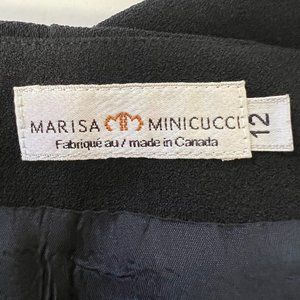 MARISA MINICUCCI
Fabriqué au / made in Canada
12